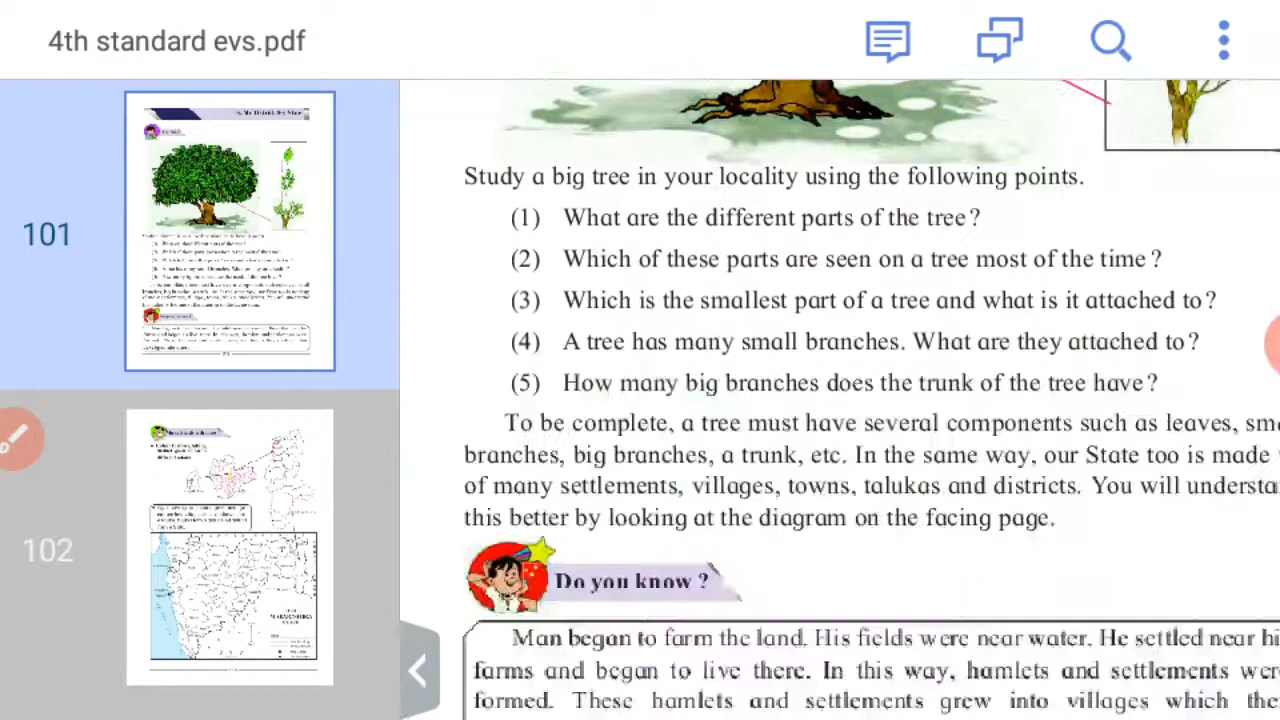 4th standard evs.pdf
101
102
Study a big tree in your locality using the following points.
(1) What are the different parts of the tree?
(2) Which of these parts are seen on a tree most of the time?
(3) Which is the smallest part of a tree and what is it attached to?
(4) A tree has many small branches. What are they attached to?
(5) How many big branches does the trunk of the tree have?
To be complete, a tree must have several components such as leaves,
branches, big branches, a trunk, etc. In the same way, our State too is made
of many settlements, villages, towns, talukas and districts. You will
this better by looking at the diagram on the facing page.
Do you know?
Man began to farm the land. His fields were near water. He settled near
farms and began to live there. In this way, hamlets and settlements
formed. These hamlets and settlements grew into villages which